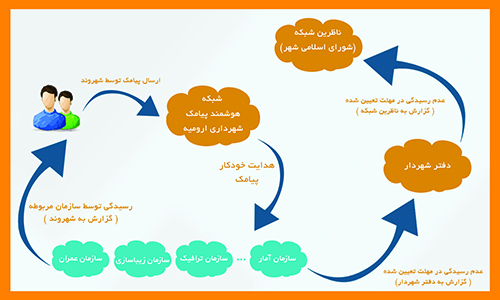 ناظرین شبکه
(شورای اسلامی شهر)
ارسال پیامک توسط شهروند
شبکه
هوشمند پیامک
شهرداری ارومیه
عدم رسیدگی در مهلت تعیین شده
( گزارش به ناظرین شبکه )
هدایت خودکار
پیامک
دفتر شهردار
رسیدگی توسط سازمان مربوطه
( گزارش به شهروند )
سازمان عمران
سازمان زیباسازی
سازمان ترافیک
...
سازمان آمار
عدم رسیدگی در مهلت تعیین شده
( گزارش به دفتر شهردار)